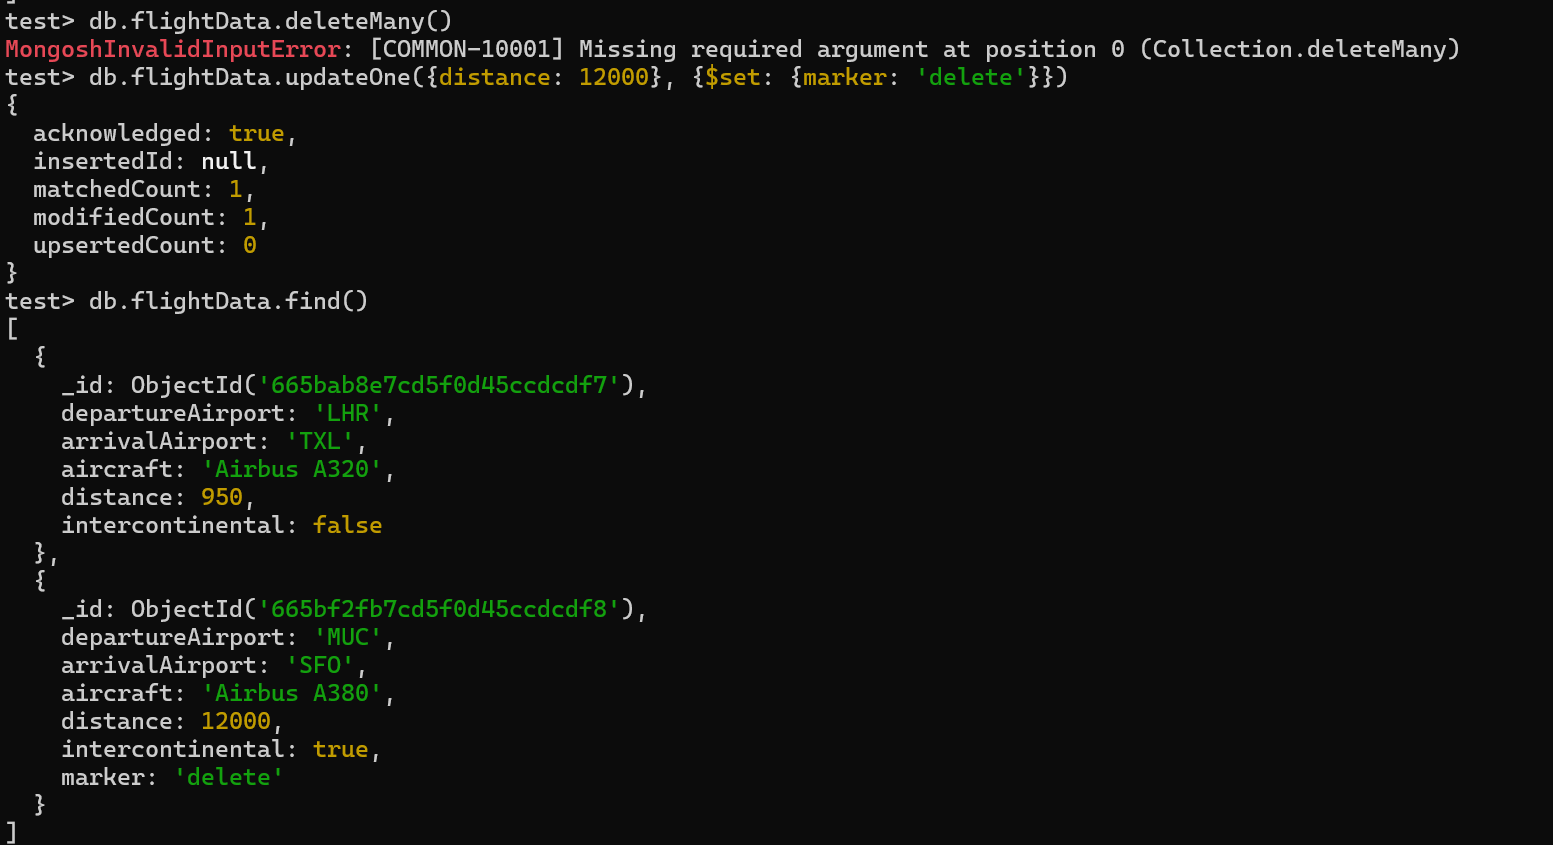 ]
test> db.flightData.deleteMany()
MongoshInvalidInputError: [COMMON-10001] Missing required argument at position 0 (Collection.deleteMany)
test> db.flightData.updateOne({distance: 12000}, {$set: {marker: 'delete'}})
{
  acknowledged: true,
  insertedId: null,
  matchedCount: 1,
  modifiedCount: 1,
  upsertedCount: 0
}
test> db.flightData.find()
[
  {
    _id: ObjectId('665bab8e7cd5f0d45ccdcdf7'),
    departureAirport: 'LHR',
    arrivalAirport: 'TXL',
    aircraft: 'Airbus A320',
    distance: 950,
    intercontinental: false
  },
  {
    _id: ObjectId('665bf2fb7cd5f0d45ccdcdf8'),
    departureAirport: 'MUC',
    arrivalAirport: 'SFO',
    aircraft: 'Airbus A380',
    distance: 12000,
    intercontinental: true,
    marker: 'delete'
  }
]